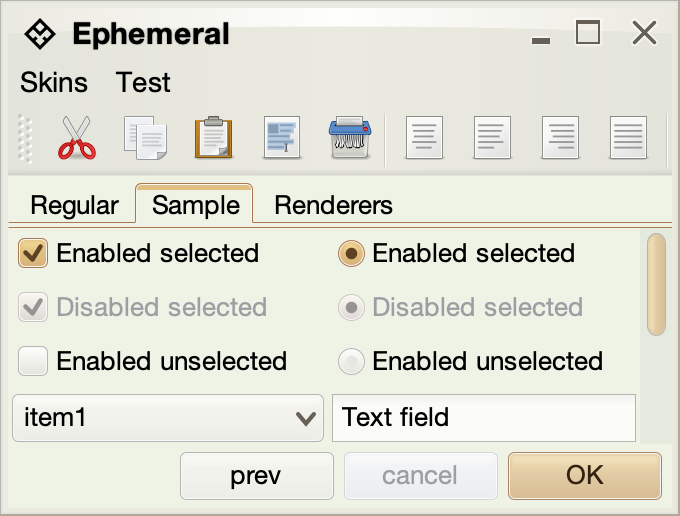 Ephemeral
Skins Test
Regular Sample Renderers
Enabled selected Enabled selected
Disabled selected Disabled selected
Enabled unselected Enabled unselected
item1 Text field
prev cancel OK